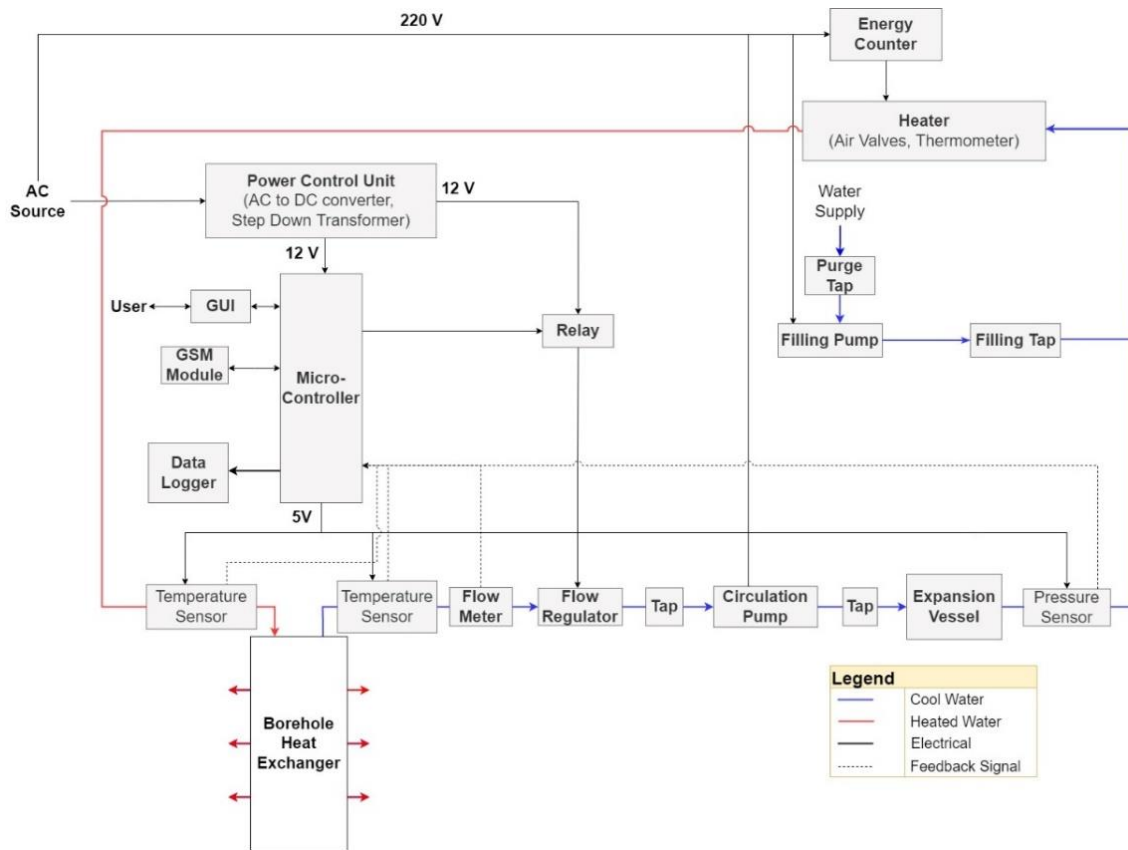 220 V
Energy
Counter
Heater
(Air Valves, Thermometer)
AC
Source
Power Control Unit
(AC to DC converter,
Step Down Transformer)
12 V
12 V
Water
Supply
Purge
Tap
User
GUI
Relay
Filling Pump
Filling Tap
GSM
Module
Micro-
Controller
Data
Logger
5V
Temperature
Sensor
Temperature
Sensor
Flow
Meter
Flow
Regulator
Tap
Circulation
Pump
Tap
Expansion
Vessel
Pressure
Sensor
Borehole
Heat
Exchanger
Legend
Cool Water
Heated Water
Electrical
Feedback Signal